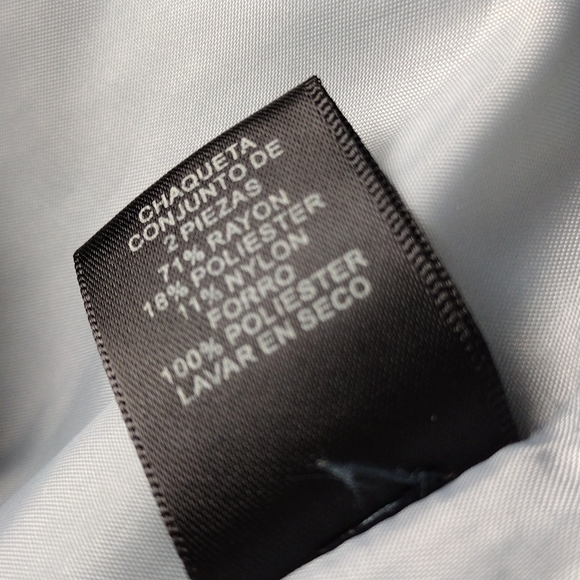 CHAQUETA
CONJUNTO DE
2 PIEZAS
71% RAYON
18% POLIESTER
11% NYLON
FORRO
100% POLIESTER
LAVAR EN SECO